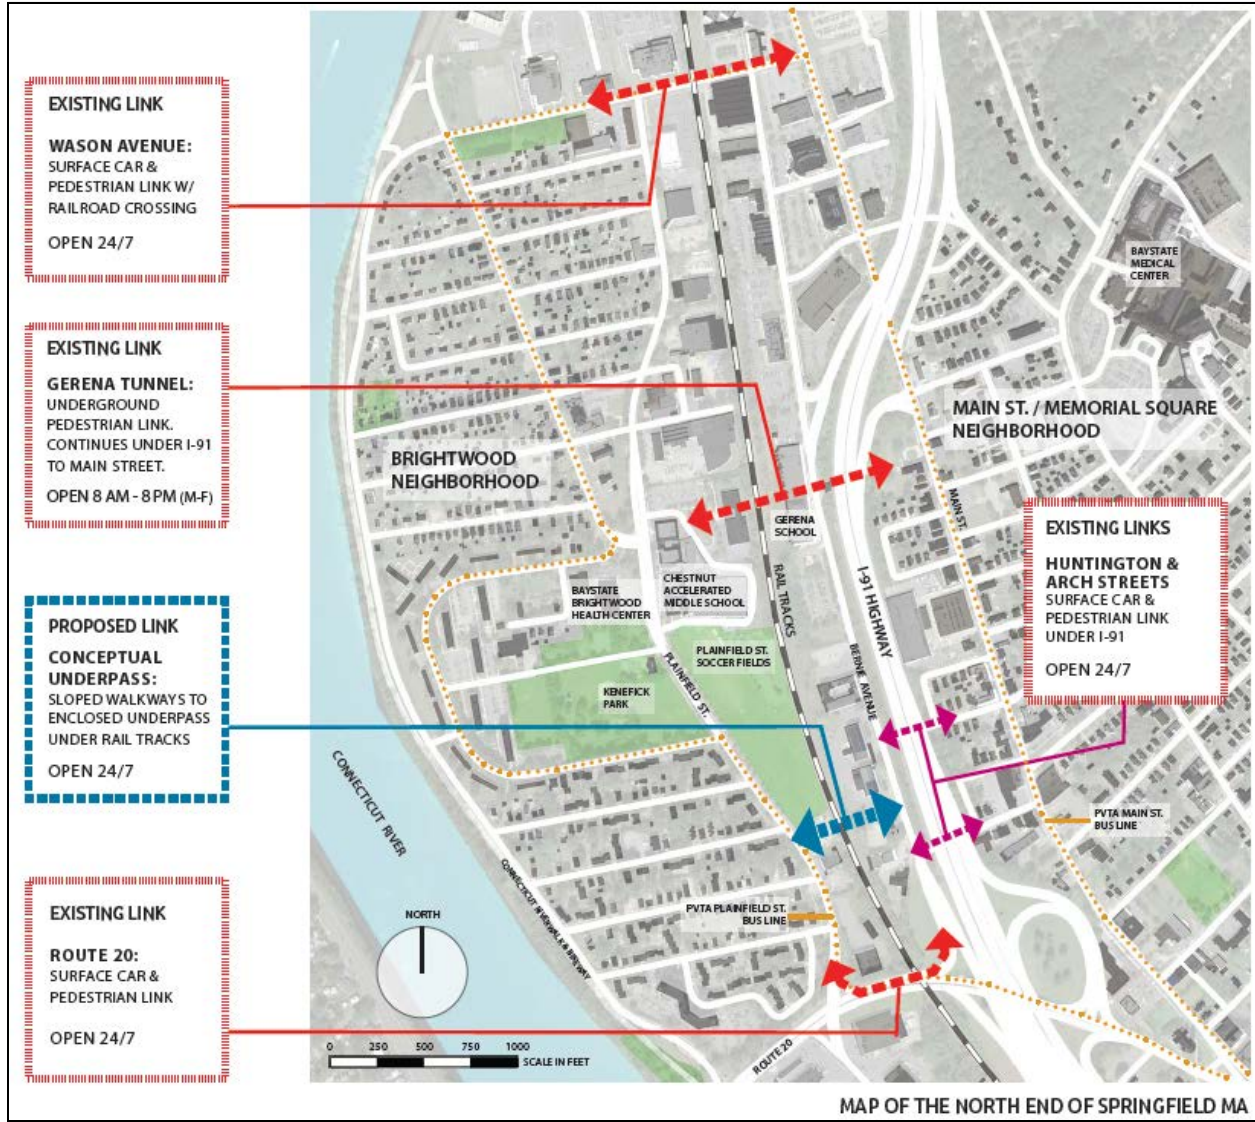 EXISTING LINK
WASON AVENUE:
SURFACE CAR &
PEDESTRIAN LINK W/
RAILROAD CROSSING
OPEN 24/7
EXISTING LINK
GERENA TUNNEL:
UNDERGROUND
PEDESTRIAN LINK.
CONTINUES UNDER I-91
TO MAIN STREET.
OPEN 8 AM - 8 PM (M-F)
PROPOSED LINK
CONCEPTUAL
UNDERPASS:
SLOPED WALKWAYS TO
ENCLOSED UNDERPASS
UNDER RAIL TRACKS
OPEN 24/7
EXISTING LINK
ROUTE 20:
SURFACE CAR &
PEDESTRIAN LINK
OPEN 24/7
BAYSTATE
MEDICAL
CENTER
MAIN ST. / MEMORIAL SQUARE
NEIGHBORHOOD
BRIGHTWOOD
NEIGHBORHOOD
MAIN ST.
GERENA
SCHOOL
EXISTING LINKS
HUNTINGTON &
ARCH STREETS
SURFACE CAR &
PEDESTRIAN LINK
UNDER I-91
OPEN 24/7
RAIL TRACKS
I-91 HIGHWAY
BAYSTATE
BRIGHTWOOD
HEALTH CENTER
CHESTNUT
ACCELERATED
MIDDLE SCHOOL
PLAINFIELD ST.
SOCCER FIELDS
PLAINFIELD ST.
KENEFICK
PARK
BERNIE AVENUE
CONNECTICUT RIVER
PVTA MAIN ST.
BUS LINE
CONNECTICUT RIVERWALK & BIKEWAY
PVTA PLAINFIELD ST.
BUS LINE
NORTH
0 250 500 750 1000
SCALE IN FEET
ROUTE 20
MAP OF THE NORTH END OF SPRINGFIELD MA